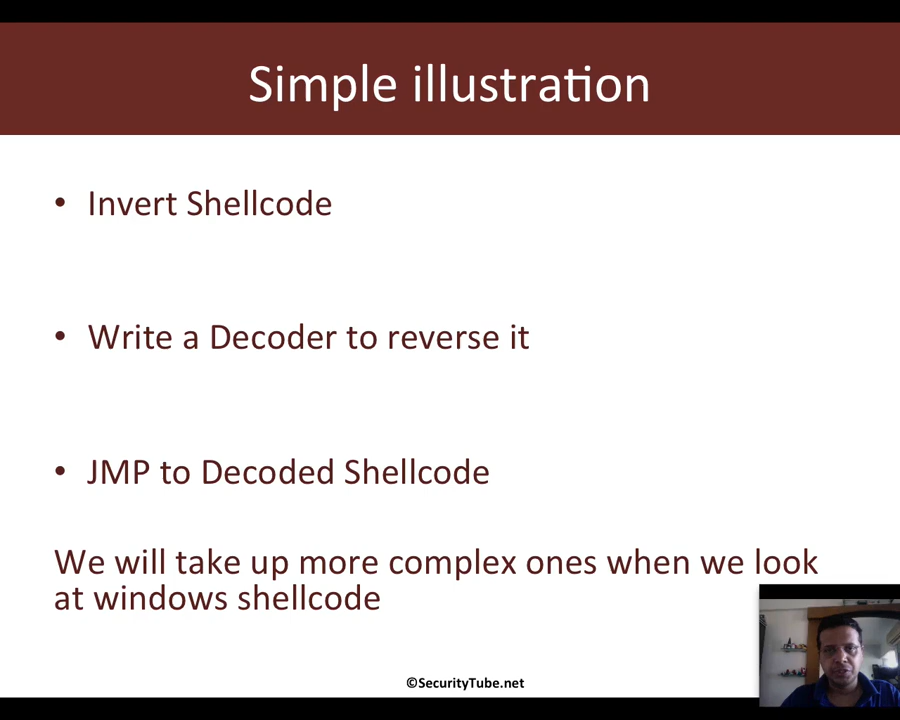 Simple illustration
• Invert Shellcode
• Write a Decoder to reverse it
• JMP to Decoded Shellcode
We will take up more complex ones when we look
at windows shellcode
©SecurityTube.net